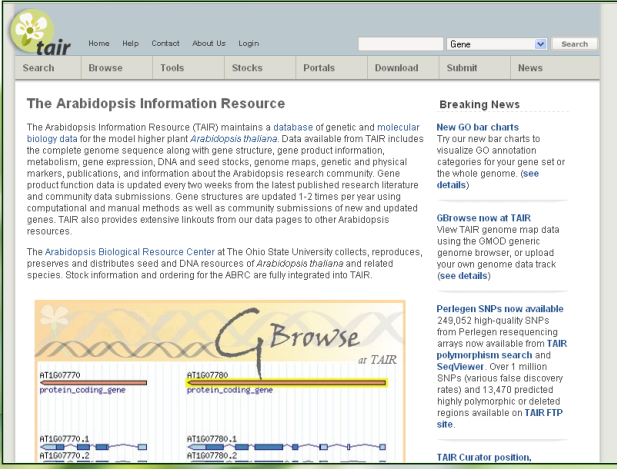 tair
Home Help Contact About Us Login
Gene
Search
Search Browse Tools Stocks Portals Download Submit News
The Arabidopsis Information Resource
The Arabidopsis Information Resource (TAIR) maintains a database of genetic and molecular
biology data for the model higher plant Arabidopsis thaliana. Data available from TAIR includes
the complete genome sequence along with gene structure, gene product information,
metabolism, gene expression, DNA and seed stocks, genome maps, genetic and physical
markers, publications, and information about the Arabidopsis research community. Gene
product function data is updated every two weeks from the latest published research literature
and community data submissions. Gene structures are updated 1-2 times per year using
computational and manual methods as well as community submissions of new and updated
genes. TAIR also provides extensive linkouts from our data pages to other Arabidopsis
resources.
The Arabidopsis Biological Resource Center at The Ohio State University collects, reproduces,
preserves and distributes seed and DNA resources of Arabidopsis thaliana and related
species. Stock information and ordering for the ABRC are fully integrated into TAIR.
GBrowse
at TAIR
AT1G07770 AT1G07780
protein_coding_gene protein_coding_gene
AT1G07770.1 AT1G07780.1
AT1G07770.2 AT1G07780.2
Breaking News
New GO bar charts
Try our new bar charts to
visualize GO annotation
categories for your gene set or
the whole genome. (see
details)
GBrowse now at TAIR
View TAIR genome map data
using the GMOD generic
genome browser, or upload
your own genome data track
(see details)
Perlegen SNPs now available
249,052 high-quality SNPs
from Perlegen resequencing
arrays now available from TAIR
polymorphism search and
SeqViewer. Over 1 million
SNPs (various false discovery
rates) and 13,470 predicted
highly polymorphic or deleted
regions available on TAIR FTP
site.
TAIR Curator position,